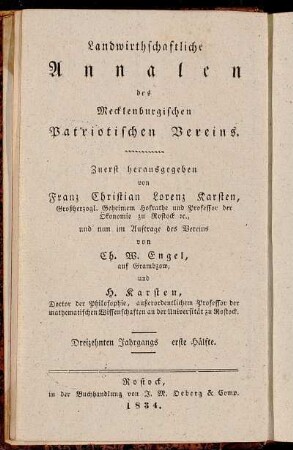 Landwirthschaftliche
Annalen
des
Mecklenburgischen
Patriotischen Vereins.
Zuerst herausgegeben
von
Franz Christian Lorenz Karsten,
Großherzogl. Geheimem Hofrathe und Professor der
Ökonomie zu Rostock ꝛc.,
und nun im Auftrage des Vereins
von
Ch. W. Engel,
auf Grambzow,
und
H. Karsten,
Doctor der Philosophie, außerordentlichem Professor der
mathematischen Wissenschaften an der Universität zu Rostock.
Dreizehnten Jahrgangs erste Hälfte.
Rostock,
in der Buchhandlung von J. M. Oeberg & Comp.
1834.